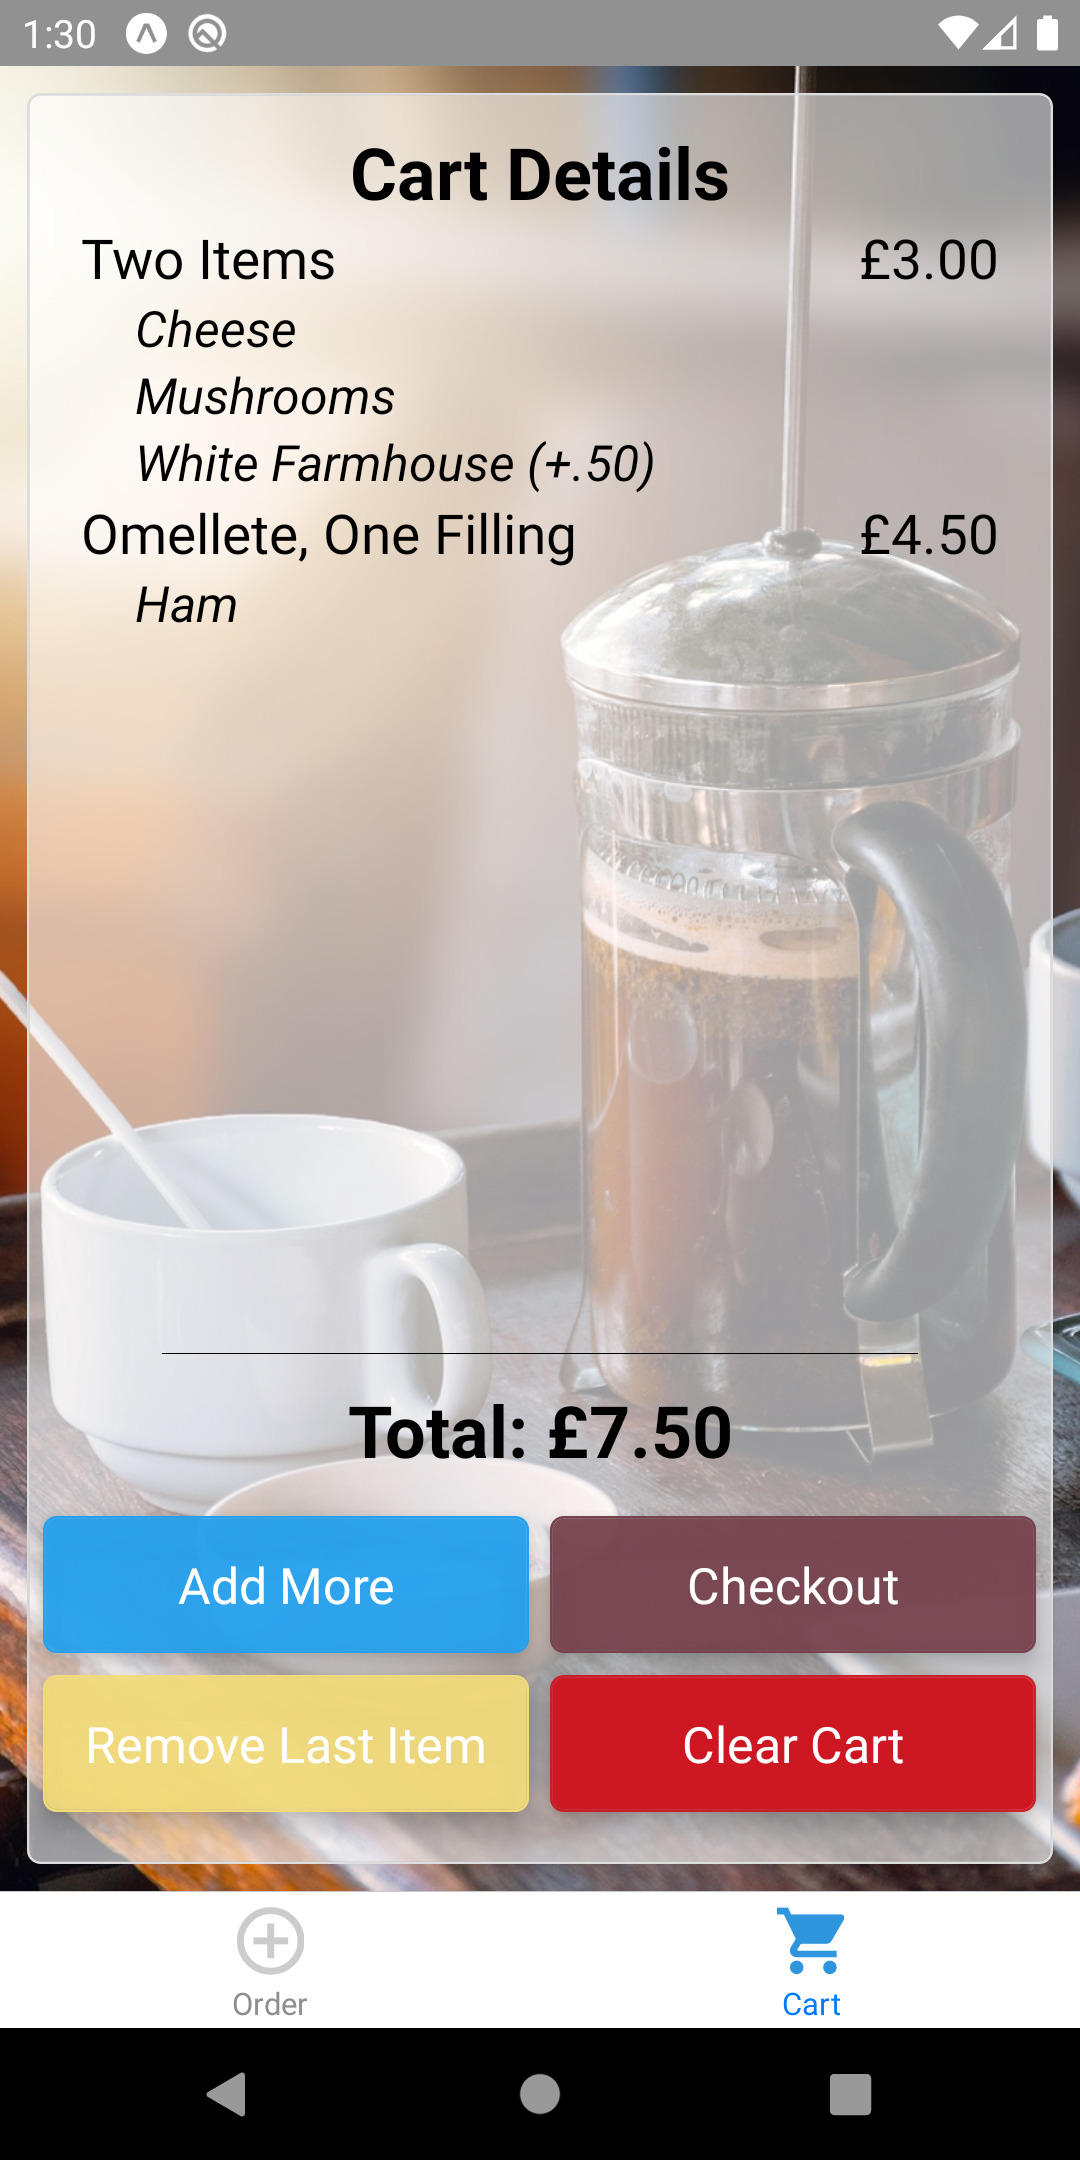 1:30
Cart Details
Two Items £3.00
Cheese
Mushrooms
White Farmhouse (+.50)
Omellete, One Filling £4.50
Ham
Total: £7.50
Add More Checkout
Remove Last Item Clear Cart
Order Cart